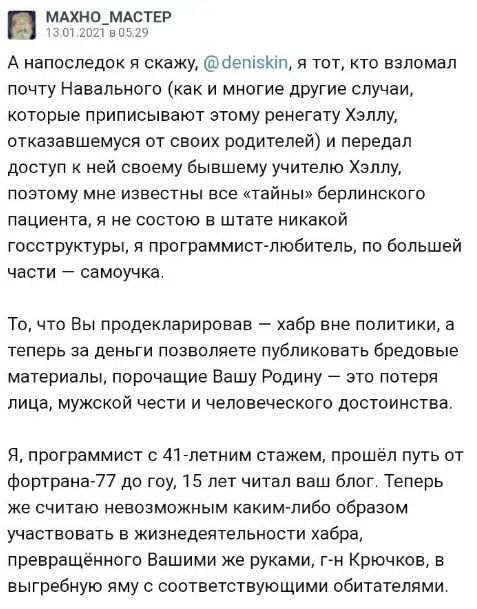 МАХНО_МАСТЕР
13.01.2021 в 05:29
А напоследок я скажу, @deniskin, я тот, кто взломал
почту Навального (как и многие другие случаи,
которые приписывают этому ренегату Хэллу,
отказавшемуся от своих родителей) и передал
доступ к ней своему бывшему учителю Хэллу,
поэтому мне известны все «тайны» берлинского
пациента, я не состою в штате никакой
госструктуры, я программист-любитель, по большей
части — самоучка.
То, что Вы продекларировав — хабр вне политики, а
теперь за деньги позволяете публиковать бредовые
материалы, порочащие Вашу Родину — это потеря
лица, мужской чести и человеческого достоинства.
Я, программист с 41-летним стажем, прошёл путь от
фортрана-77 до гоу, 15 лет читал ваш блог. Теперь
же считаю невозможным каким-либо образом
участвовать в жизнедеятельности хабра,
превращённого Вашими же руками, г-н Крючков, в
выгребную яму с соответствующими обитателями.